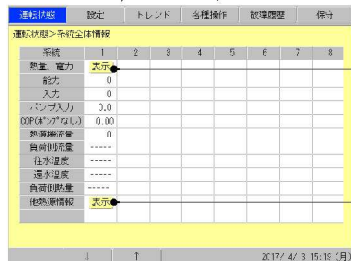 運転状態 設定 トレンド 各種操作 故障履歴 保守
運転状態>系統全体情報
系統 1 2 3 4 5 6 7 8
熱量、電力 表示
能力 0
入力 0
ポンプ入力 0.0
COP(ポンプなし) 0.00
熱源機流量 0
負荷側流量 -----
往水温度 -----
還水温度 -----
負荷側熱量 -----
他熱源情報 表示
↓ ↑ 2017/ 4/ 3 15:19 (月)